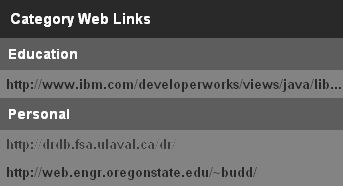 Category Web Links
Education
http://www.ibm.com/developerworks/views/java/lib...
Personal
http://drdb.fsa.ulaval.ca/dr/
http://web.engr.oregonstate.edu/~budd/